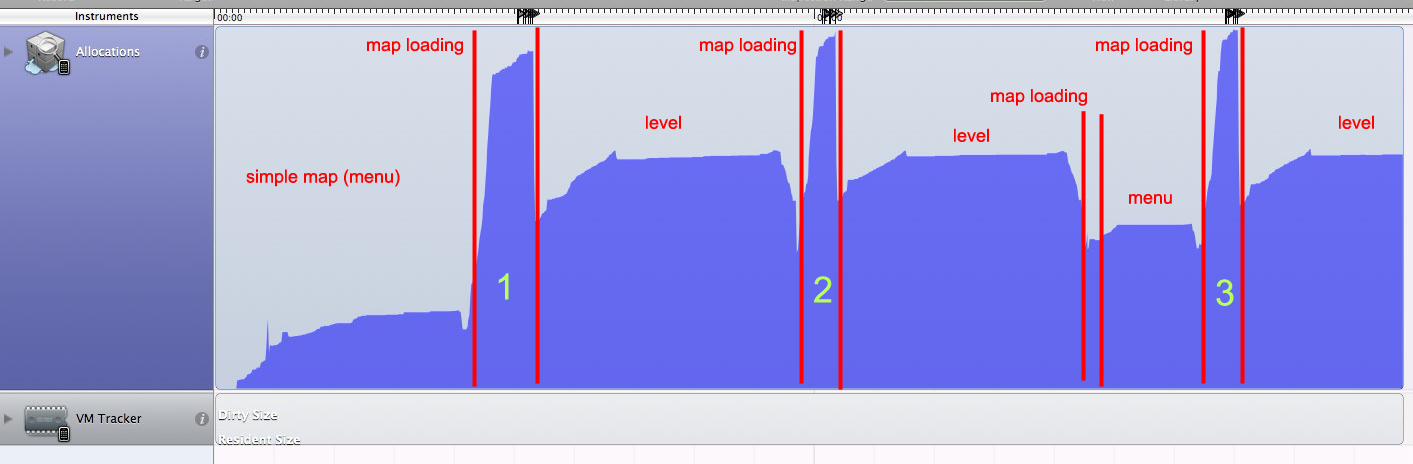 Instruments
00:00
Allocations
map loading
map loading
map loading
map loading
level
level
level
simple map (menu)
menu
1
2
3
VM Tracker
Dirty Size
Resident Size